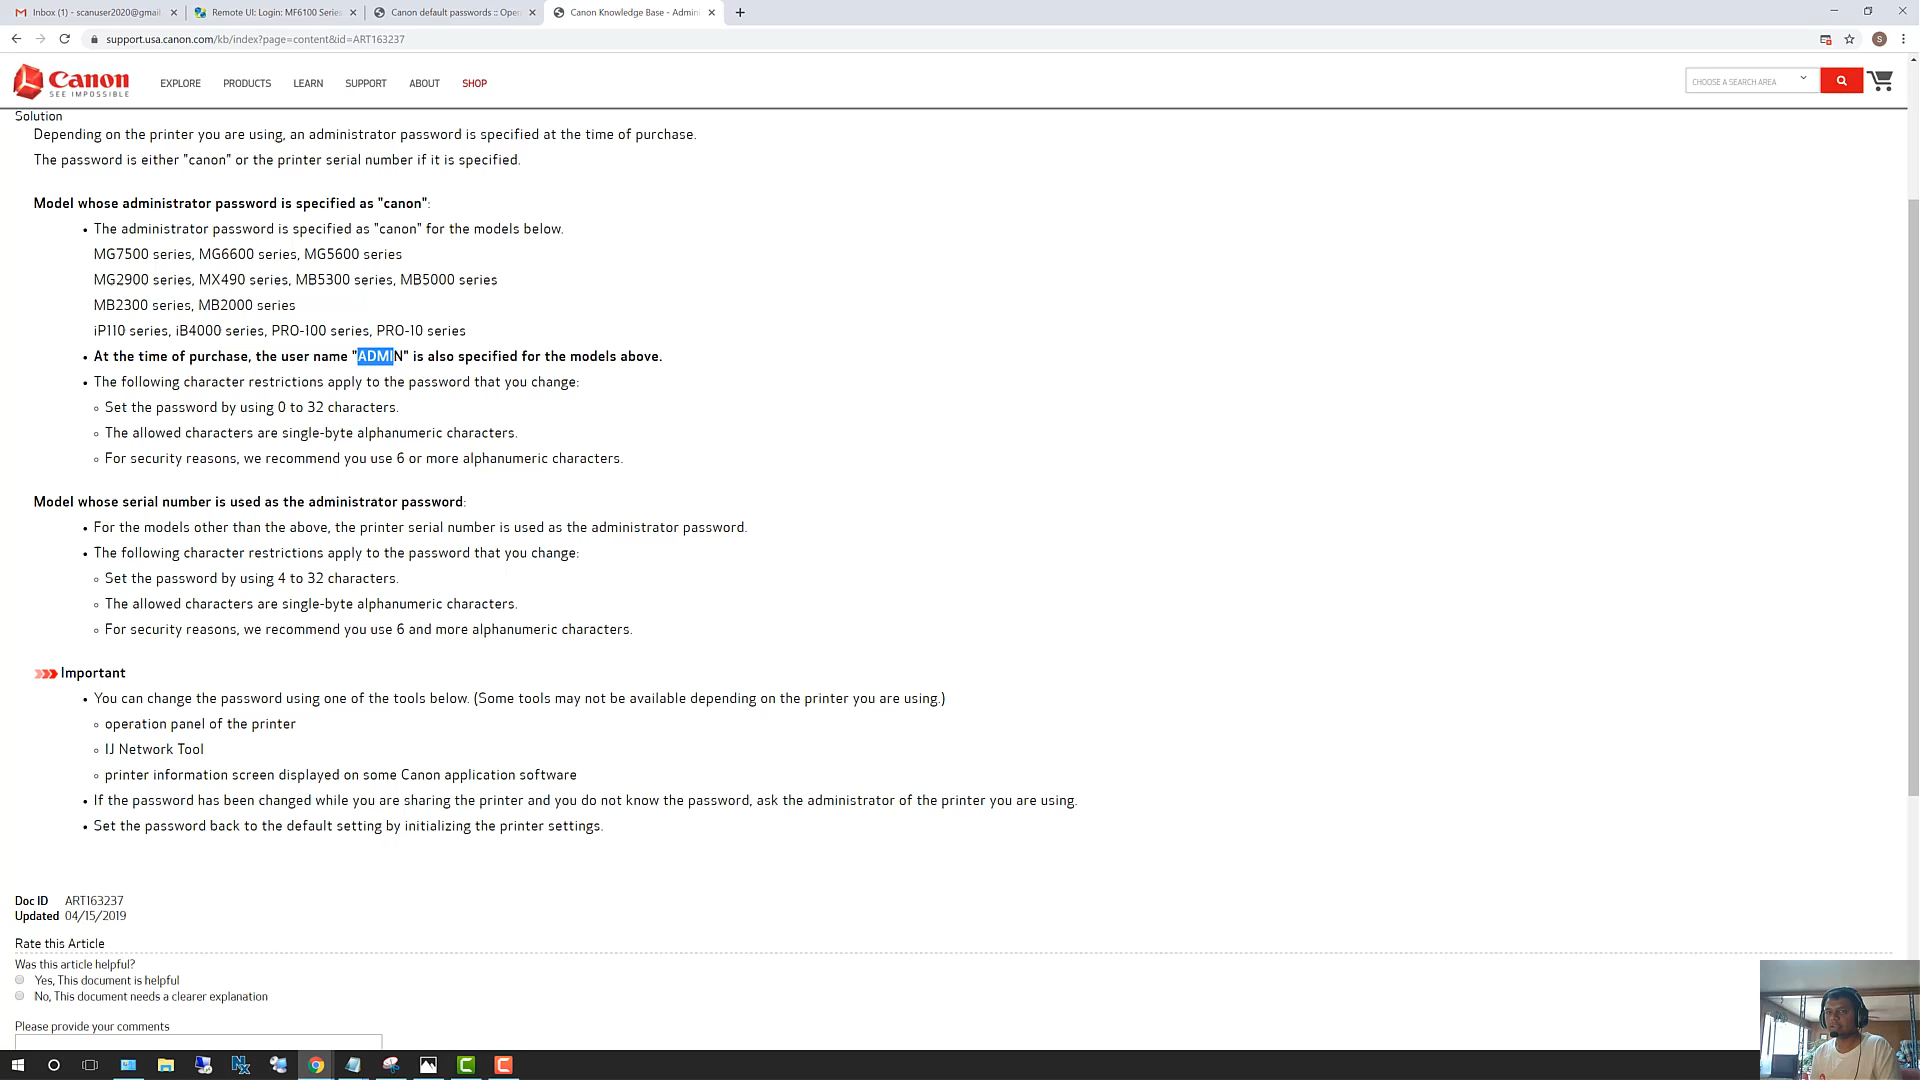 Inbox (1) - scanuser2020@gmail
Remote UI: Login: MF6100 Series
Canon default passwords :: Open
Canon Knowledge Base - Admini
support.usa.canon.com/kb/index?page=content&id=ART163237
S
Canon
SEE IMPOSSIBLE
EXPLORE
PRODUCTS
LEARN
SUPPORT
ABOUT
SHOP
CHOOSE A SEARCH AREA
Solution
Depending on the printer you are using, an administrator password is specified at the time of purchase.
The password is either "canon" or the printer serial number if it is specified.
Model whose administrator password is specified as "canon":
• The administrator password is specified as "canon" for the models below.
MG7500 series, MG6600 series, MG5600 series
MG2900 series, MX490 series, MB5300 series, MB5000 series
MB2300 series, MB2000 series
iP110 series, iB4000 series, PRO-100 series, PRO-10 series
• At the time of purchase, the user name "ADMIN" is also specified for the models above.
• The following character restrictions apply to the password that you change:
◦ Set the password by using 0 to 32 characters.
◦ The allowed characters are single-byte alphanumeric characters.
◦ For security reasons, we recommend you use 6 or more alphanumeric characters.
Model whose serial number is used as the administrator password:
• For the models other than the above, the printer serial number is used as the administrator password.
• The following character restrictions apply to the password that you change:
◦ Set the password by using 4 to 32 characters.
◦ The allowed characters are single-byte alphanumeric characters.
◦ For security reasons, we recommend you use 6 and more alphanumeric characters.
Important
• You can change the password using one of the tools below. (Some tools may not be available depending on the printer you are using.)
◦ operation panel of the printer
◦ IJ Network Tool
◦ printer information screen displayed on some Canon application software
• If the password has been changed while you are sharing the printer and you do not know the password, ask the administrator of the printer you are using.
• Set the password back to the default setting by initializing the printer settings.
Doc ID ART163237
Updated 04/15/2019
Rate this Article
Was this article helpful?
Yes, This document is helpful
No, This document needs a clearer explanation
Please provide your comments